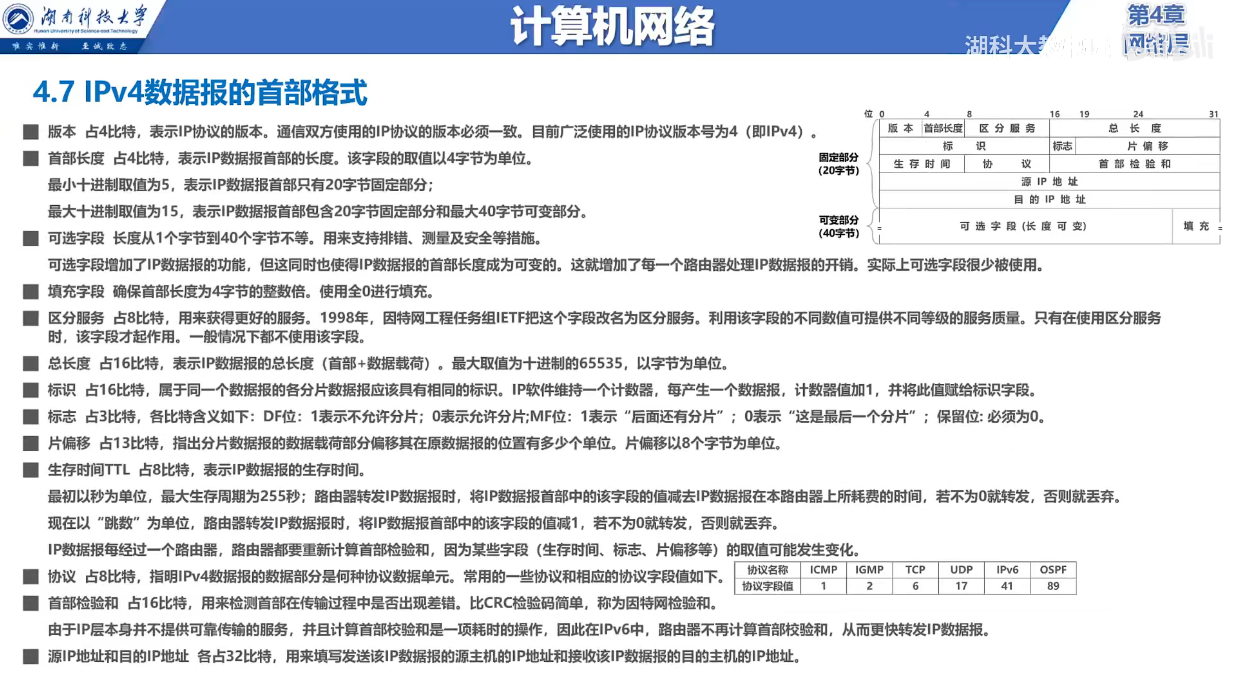 湖南科技大学
Hunan University of Science and Technology
唯实惟新 至诚致志
计算机网络
第4章
网络层
湖科大教
4.7 IPv4数据报的首部格式
版本 占4比特，表示IP协议的版本。通信双方使用的IP协议的版本必须一致。目前广泛使用的IP协议版本号为4（即IPv4）。
首部长度 占4比特，表示IP数据报首部的长度。该字段的取值以4字节为单位。
最小十进制取值为5，表示IP数据报首部只有20字节固定部分；
最大十进制取值为15，表示IP数据报首部包含20字节固定部分和最大40字节可变部分。
可选字段 长度从1个字节到40个字节不等。用来支持排错、测量及安全等措施。
可选字段增加了IP数据报的功能，但这同时也使得IP数据报的首部长度成为可变的。这就增加了每一个路由器处理IP数据报的开销。实际上可选字段很少被使用。
填充字段 确保首部长度为4字节的整数倍。使用全0进行填充。
区分服务 占8比特，用来获得更好的服务。1998年，因特网工程任务组IETF把这个字段改名为区分服务。利用该字段的不同数值可提供不同等级的服务质量。只有在使用区分服务
时，该字段才起作用。一般情况下都不使用该字段。
总长度 占16比特，表示IP数据报的总长度（首部+数据载荷）。最大取值为十进制的65535，以字节为单位。
标识 占16比特，属于同一个数据报的各分片数据报应该具有相同的标识。IP软件维持一个计数器，每产生一个数据报，计数器值加1，并将此值赋给标识字段。
标志 占3比特，各比特含义如下：DF位：1表示不允许分片；0表示允许分片;MF位：1表示“后面还有分片”；0表示“这是最后一个分片”；保留位: 必须为0。
片偏移 占13比特，指出分片数据报的数据载荷部分偏移其在原数据报的位置有多少个单位。片偏移以8个字节为单位。
生存时间TTL 占8比特，表示IP数据报的生存时间。
最初以秒为单位，最大生存周期为255秒；路由器转发IP数据报时，将IP数据报首部中的该字段的值减去IP数据报在本路由器上所耗费的时间，若不为0就转发，否则就丢弃。
现在以“跳数”为单位，路由器转发IP数据报时，将IP数据报首部中的该字段的值减1，若不为0就转发，否则就丢弃。
IP数据报每经过一个路由器，路由器都要重新计算首部检验和，因为某些字段（生存时间、标志、片偏移等）的取值可能发生变化。
协议 占8比特，指明IPv4数据报的数据部分是何种协议数据单元。常用的一些协议和相应的协议字段值如下。
首部检验和 占16比特，用来检测首部在传输过程中是否出现差错。比CRC检验码简单，称为因特网检验和。
由于IP层本身并不提供可靠传输的服务，并且计算首部校验和是一项耗时的操作，因此在IPv6中，路由器不再计算首部校验和，从而更快转发IP数据报。
源IP地址和目的IP地址 各占32比特，用来填写发送该IP数据报的源主机的IP地址和接收该IP数据报的目的主机的IP地址。
位 0 4 8 16 19 24 31
版本 首部长度 区分服务 总长度
标识 标志 片偏移
固定部分
(20字节)
生存时间 协议 首部检验和
源 IP 地址
目的 IP 地址
可变部分
(40字节)
可选字段 (长度可变) 填充
协议名称 ICMP IGMP TCP UDP IPv6 OSPF
协议字段值 1 2 6 17 41 89